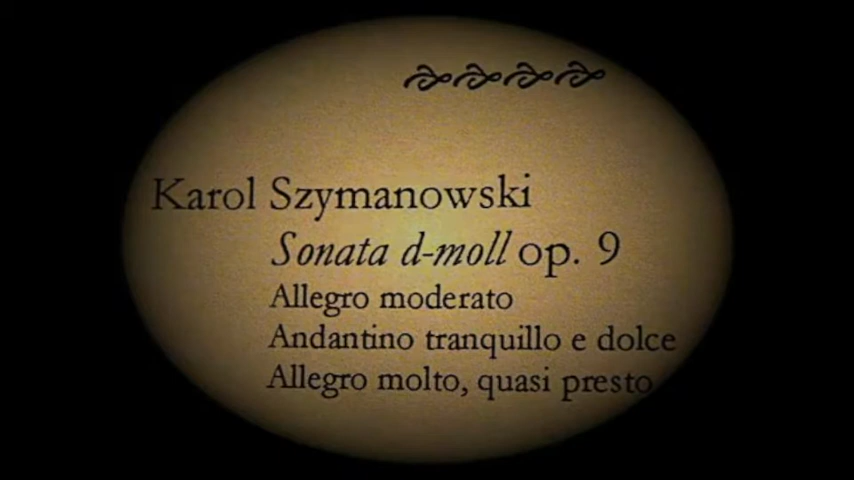 Karol Szymanowski
Sonata d-moll op. 9
Allegro moderato
Andantino tranquillo e dolce
Allegro molto, quasi presto